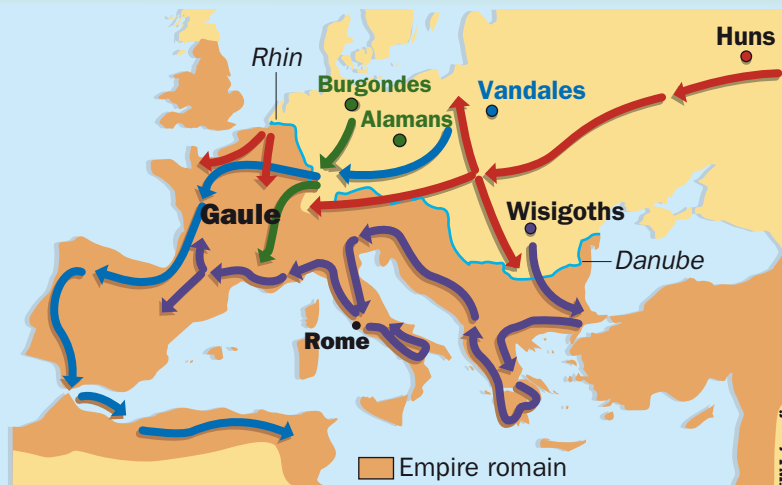 Huns
Rhin
Burgondes
Vandales
Alamans
Gaule
Wisigoths
Danube
Rome
Empire romain